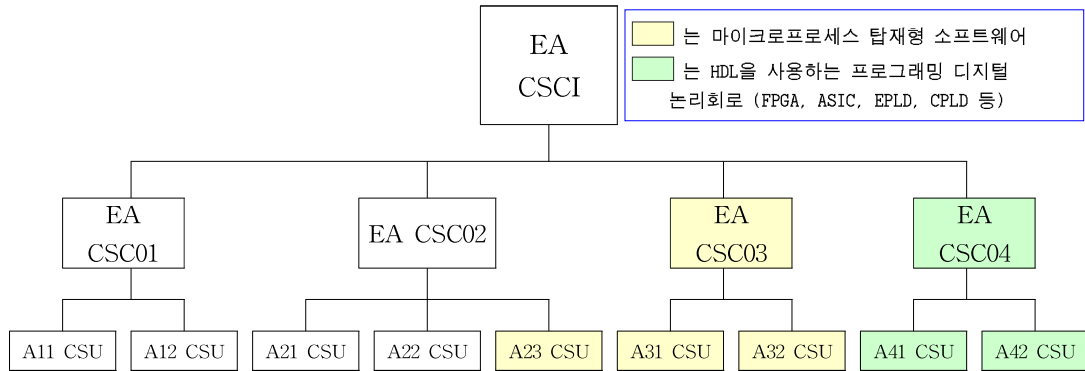 EA
CSCI
는 마이크로프로세스 탑재형 소프트웨어
는 HDL을 사용하는 프로그래밍 디지털
논리회로 (FPGA, ASIC, EPLD, CPLD 등)
EA
CSC01
EA CSC02
EA
CSC03
EA
CSC04
A11 CSU
A12 CSU
A21 CSU
A22 CSU
A23 CSU
A31 CSU
A32 CSU
A41 CSU
A42 CSU